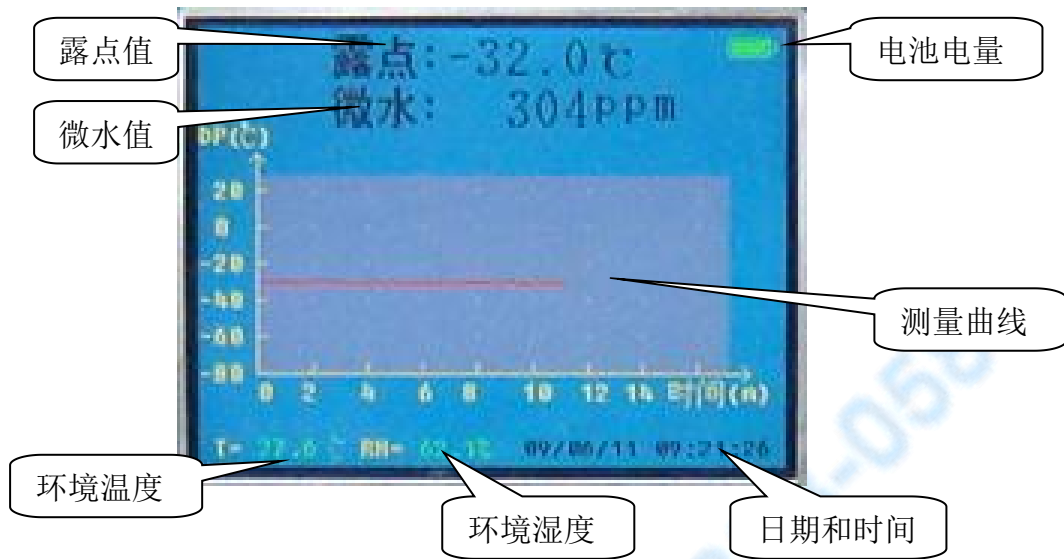 露点值
露点:-32.0℃
电池电量
微水值
微水: 304ppm
DP(℃)
20
0
-20
-40
-60
-80
0 2 4 6 8 10 12 14 时间(m)
测量曲线
T= ℃ RH= 09/06/11 09:21:26
环境温度
环境湿度
日期和时间